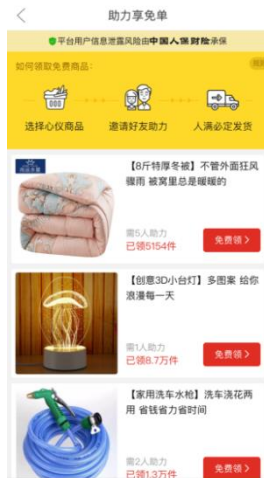 助力享免单
平台用户信息泄露风险由中国人保财险承保
如何领取免费商品:
选择心仪商品
邀请好友助力
人满必定发货
【8斤特厚冬被】不管外面狂风
骤雨 被窝里总是暖暖的
需5人助力
已领5154件
免费领 >
【创意3D小台灯】多图案 给你
浪漫每一天
需1人助力
已领8.7万件
免费领 >
【家用洗车水枪】洗车浇花两
用 省钱省力省时间
需2人助力
已领1.3万件
免费领 >